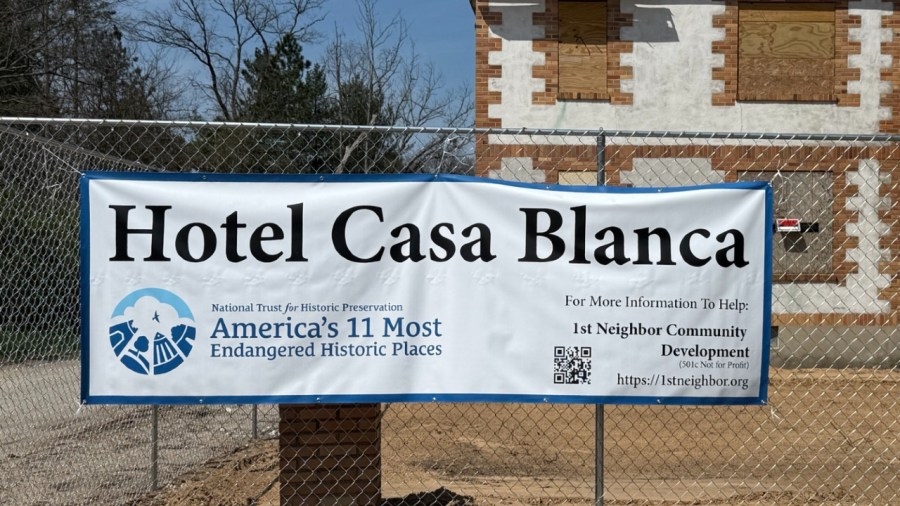 Hotel Casa Blanca
National Trust for Historic Preservation
America's 11 Most
Endangered Historic Places
For More Information To Help:
1st Neighbor Community
Development
(501c Not for Profit)
https://1stneighbor.org